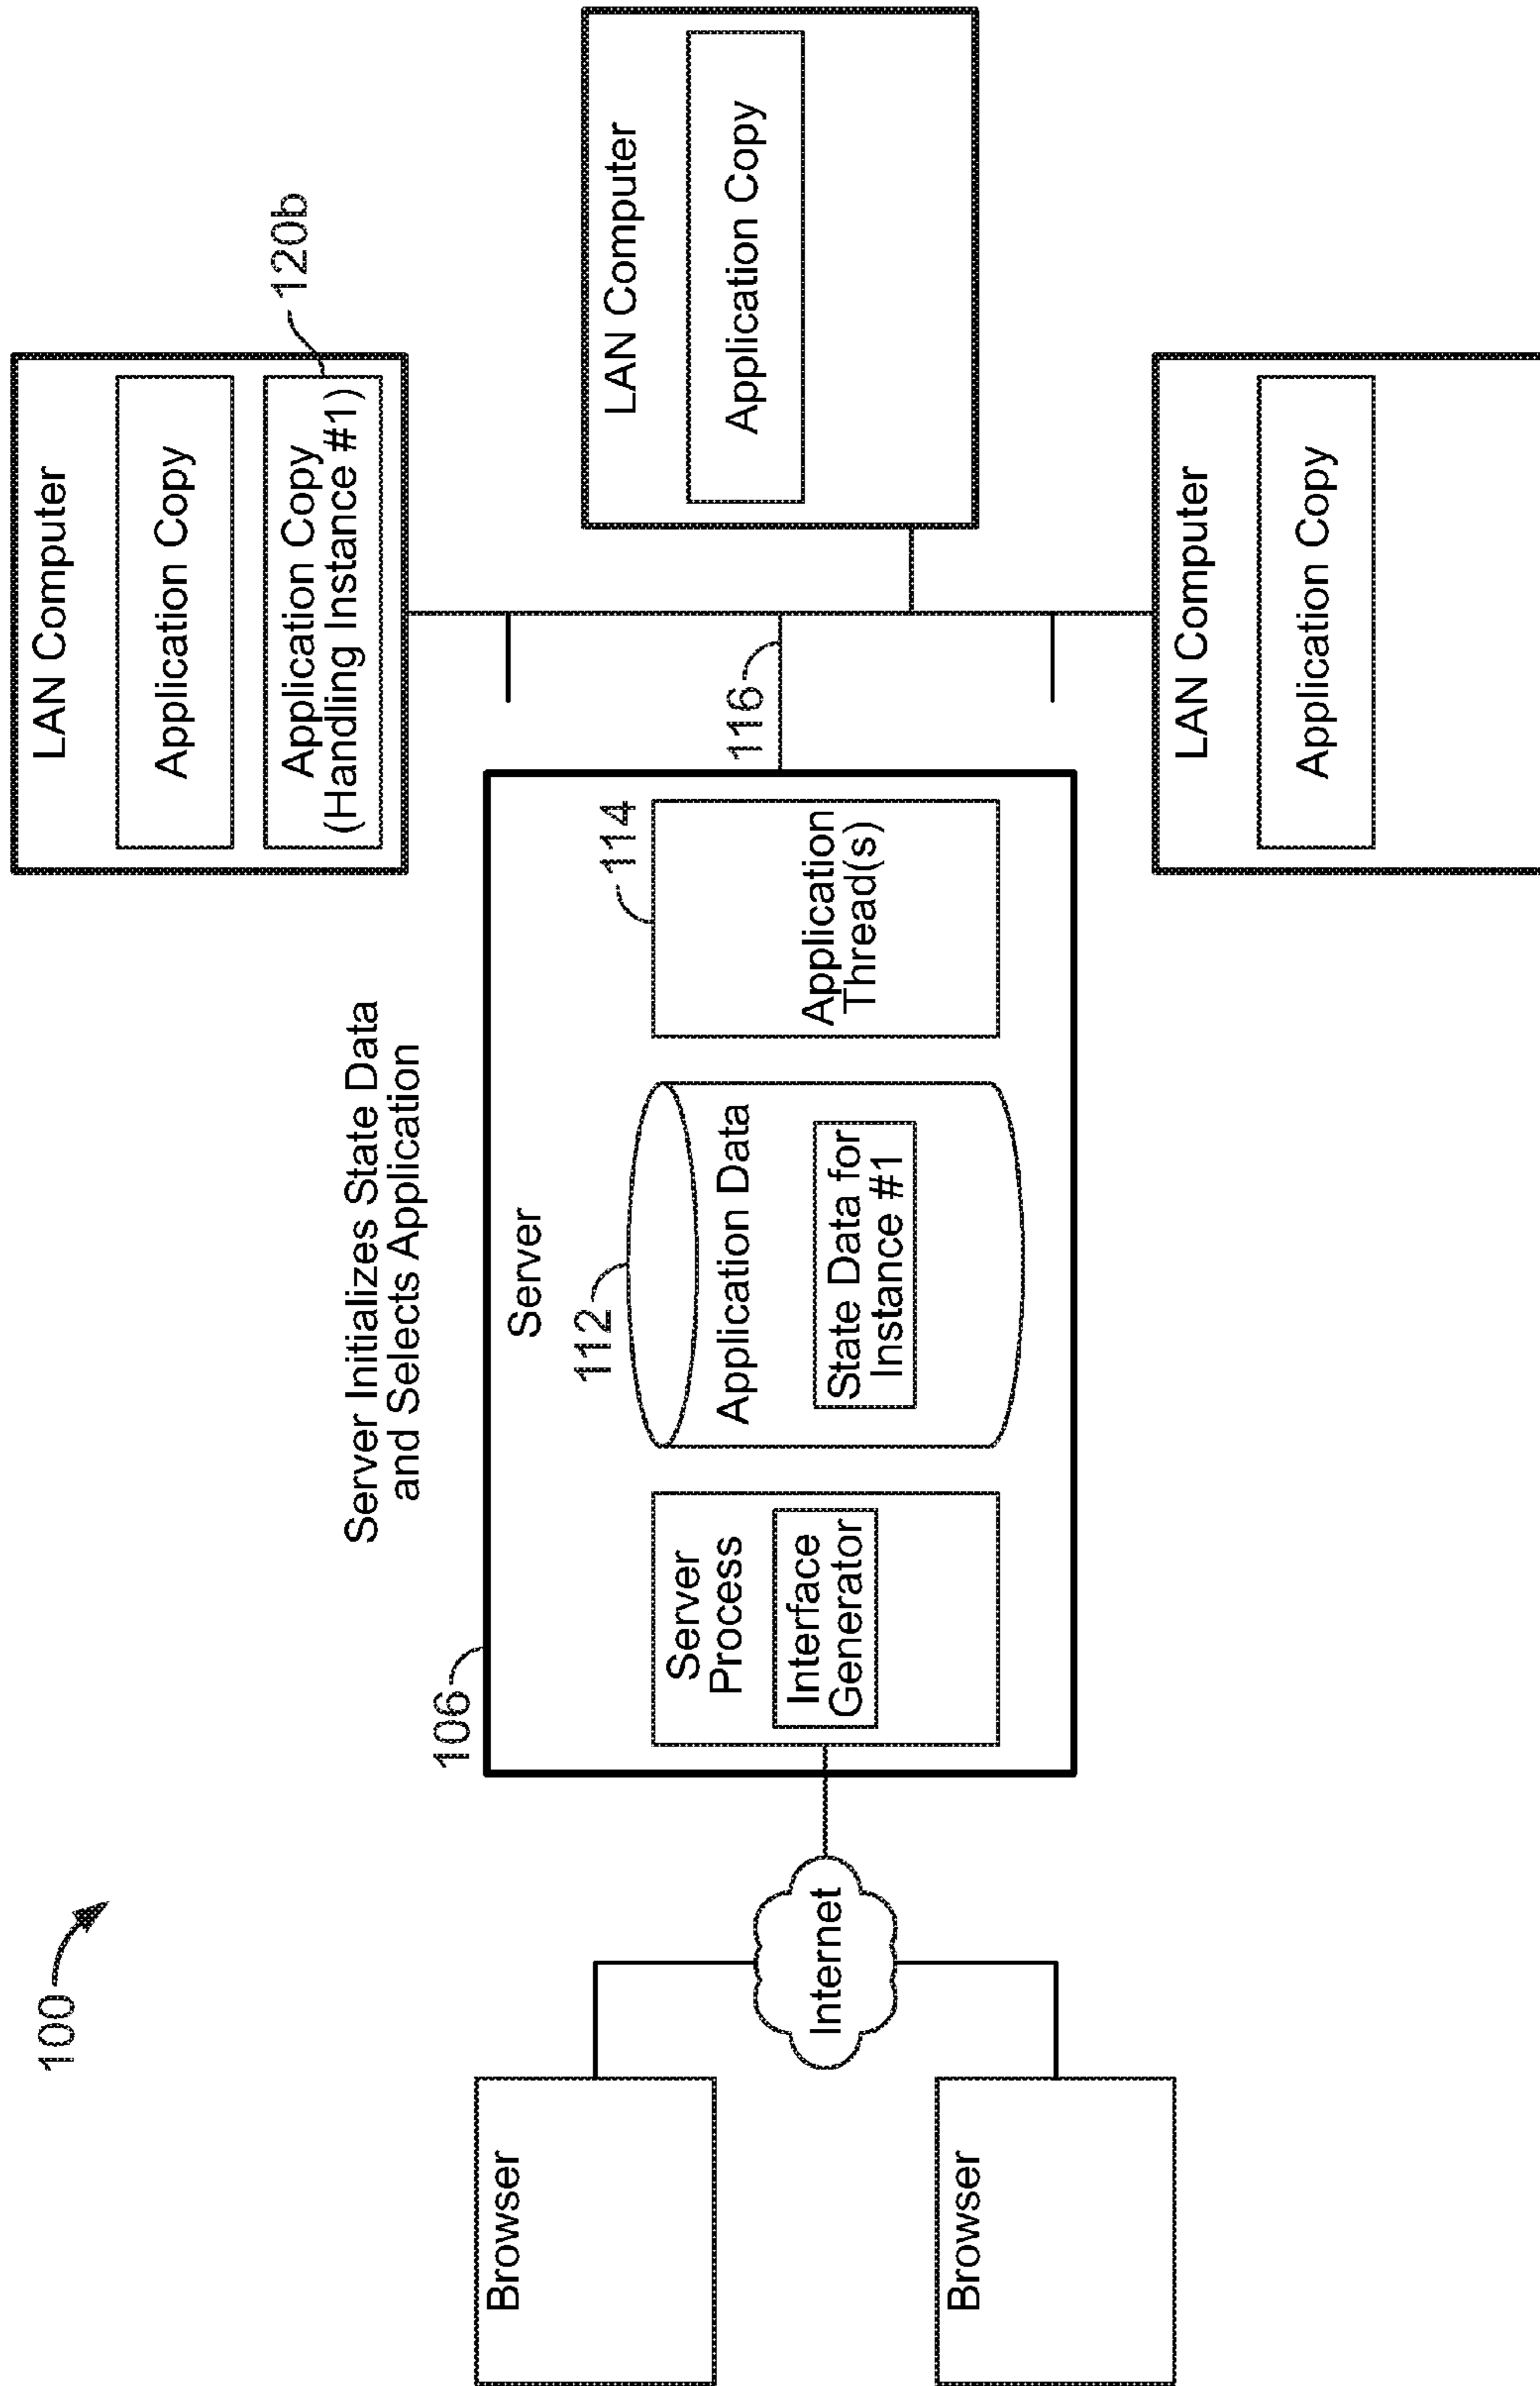 100
Server Initializes State Data
and Selects Application
LAN Computer
Application Copy
Application Copy
(Handling Instance #1)
120b
106
Server
112
114
116
Browser
Browser
Internet
Server
Process
Interface
Generator
Application Data
State Data for
Instance #1
Application
Thread(s)
LAN Computer
Application Copy
LAN Computer
Application Copy